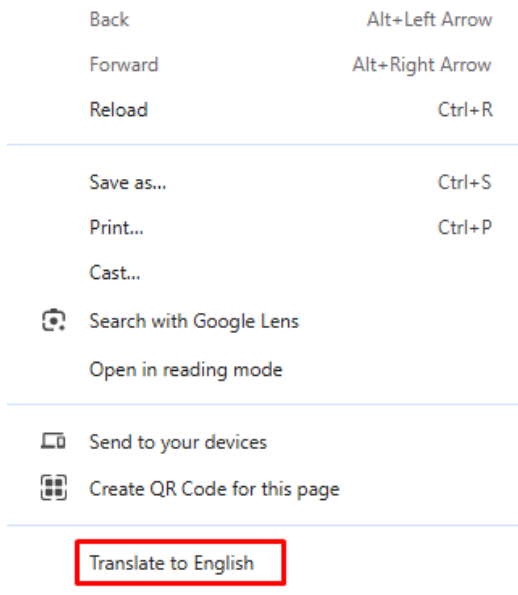 Back Alt+Left Arrow
Forward Alt+Right Arrow
Reload Ctrl+R
Save as... Ctrl+S
Print... Ctrl+P
Cast...
Search with Google Lens
Open in reading mode
Send to your devices
Create QR Code for this page
Translate to English